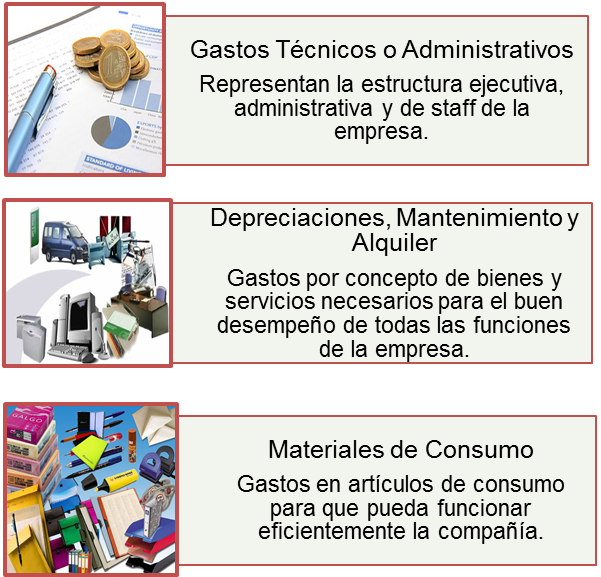 Gastos Técnicos o Administrativos
Representan la estructura ejecutiva,
administrativa y de staff de la
empresa.
Depreciaciones, Mantenimiento y
Alquiler
Gastos por concepto de bienes y
servicios necesarios para el buen
desempeño de todas las funciones
de la empresa.
GALGO
Materiales de Consumo
Gastos en artículos de consumo
para que pueda funcionar
eficientemente la compañía.